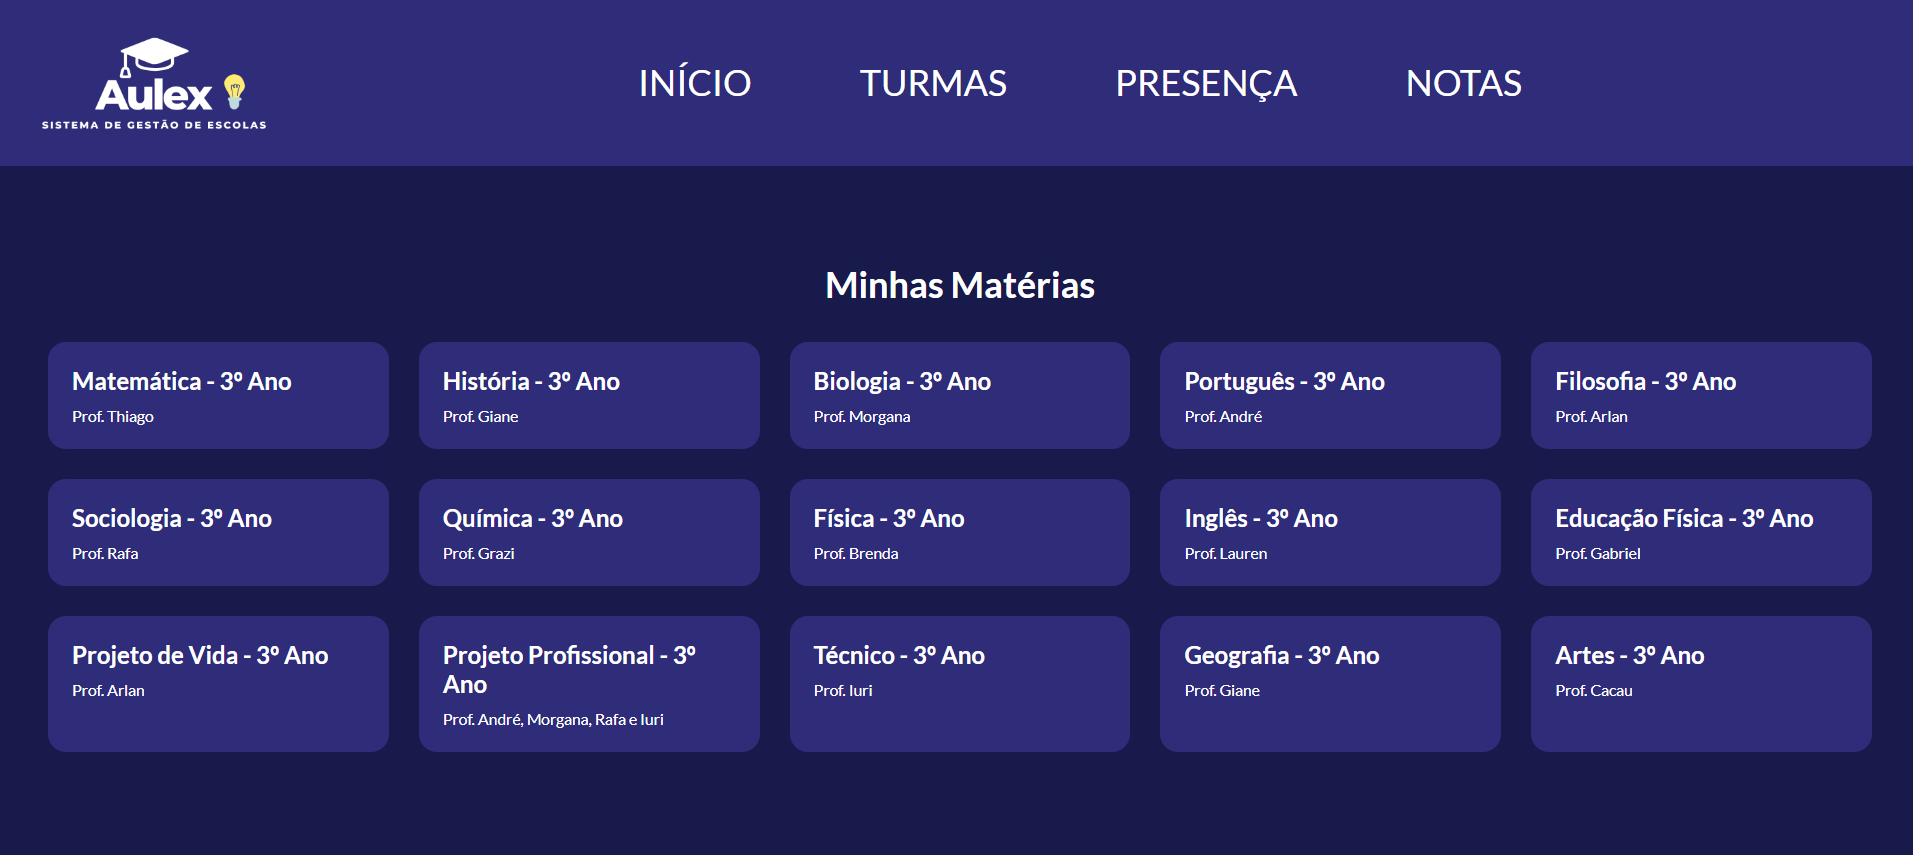 Aulex
SISTEMA DE GESTÃO DE ESCOLAS
INÍCIO
TURMAS
PRESENÇA
NOTAS
Minhas Matérias
Matemática - 3º Ano
Prof. Thiago
História - 3º Ano
Prof. Giane
Biologia - 3º Ano
Prof. Morgana
Português - 3º Ano
Prof. André
Filosofia - 3º Ano
Prof. Arlan
Sociologia - 3º Ano
Prof. Rafa
Química - 3º Ano
Prof. Grazi
Física - 3º Ano
Prof. Brenda
Inglês - 3º Ano
Prof. Lauren
Educação Física - 3º Ano
Prof. Gabriel
Projeto de Vida - 3º Ano
Prof. Arlan
Projeto Profissional - 3º
Ano
Prof. André, Morgana, Rafa e Iuri
Técnico - 3º Ano
Prof. Iuri
Geografia - 3º Ano
Prof. Giane
Artes - 3º Ano
Prof. Cacau